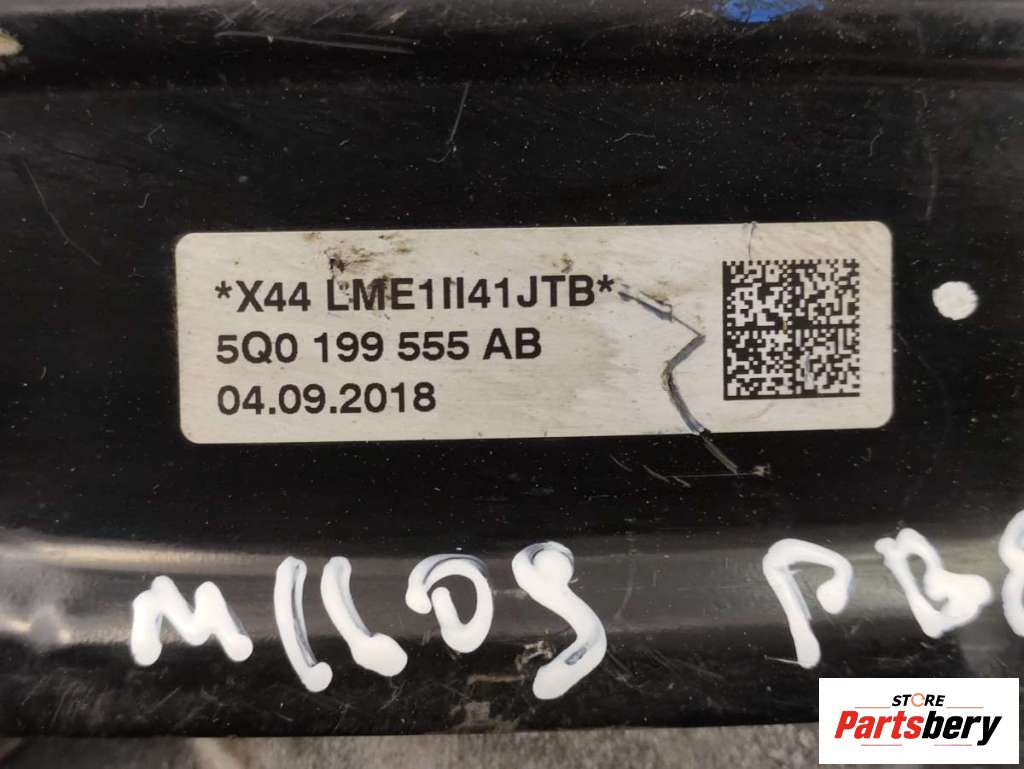 *X44 LME1II41JTB*
5Q0 199 555 AB
04.09.2018
STORE
Partsbery